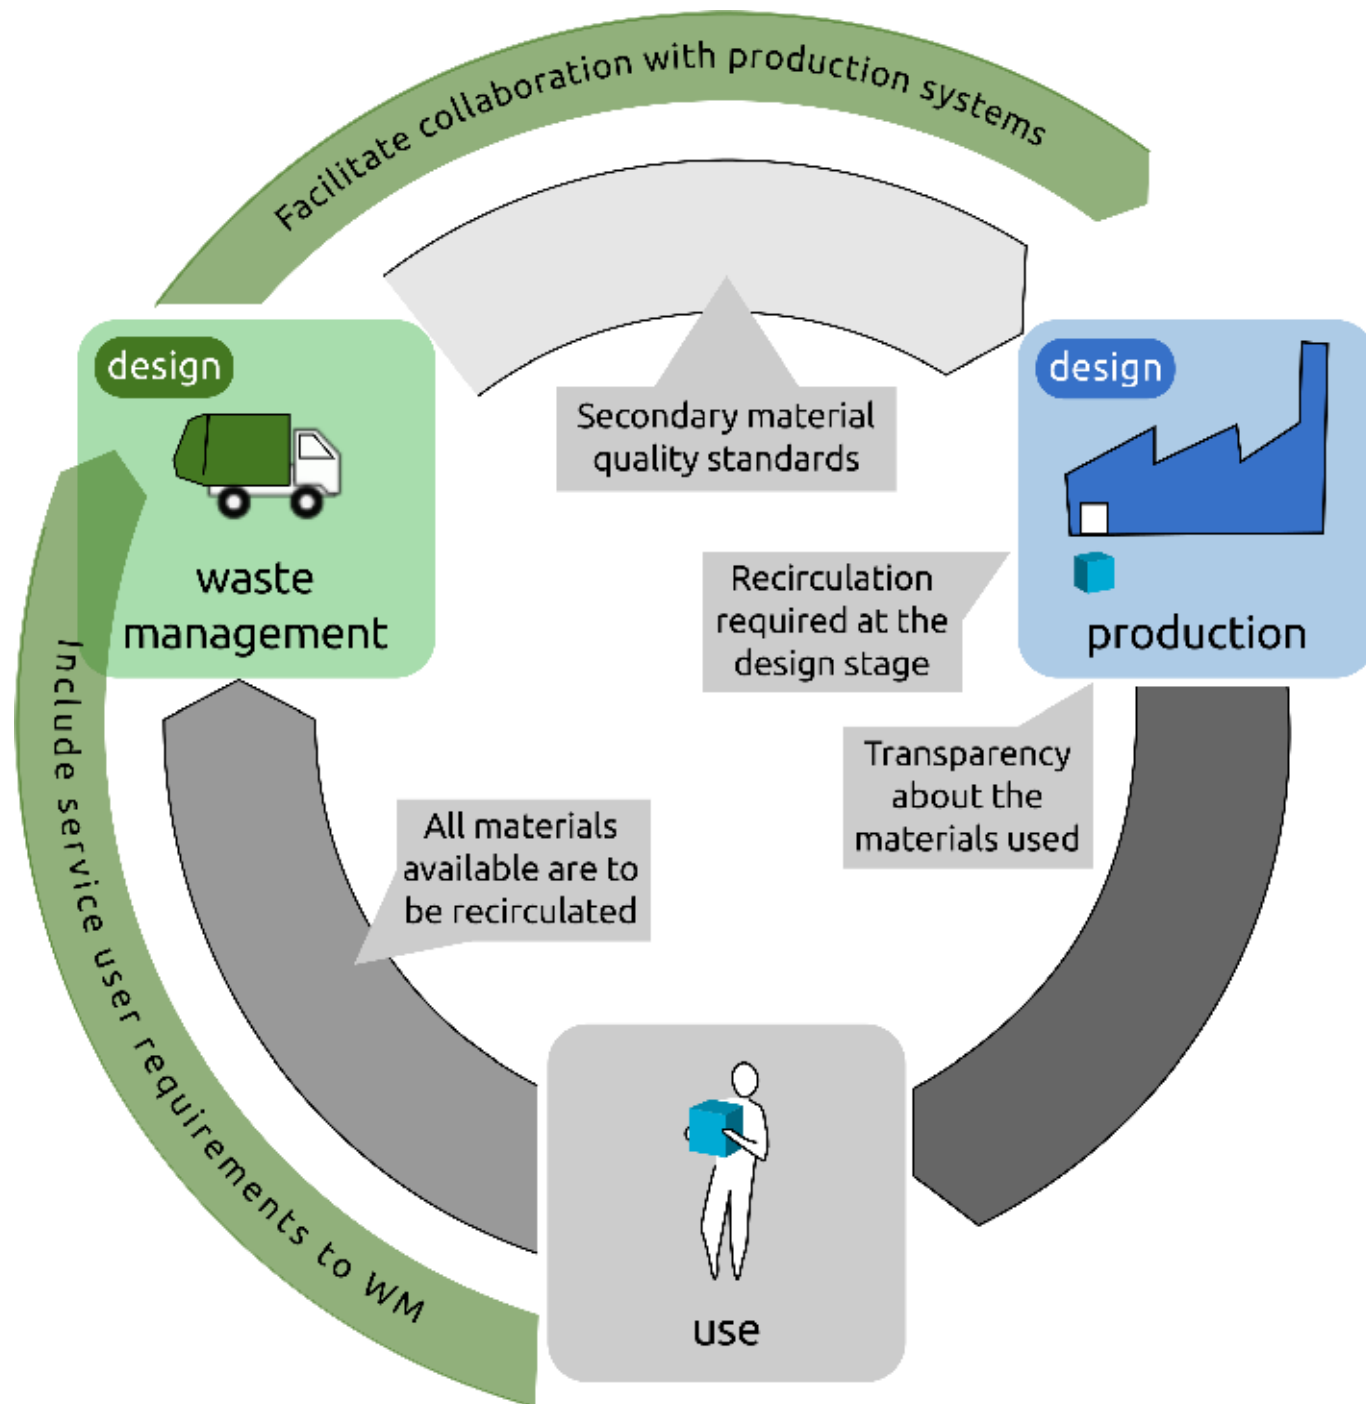 Facilitate collaboration with production systems
design
design
Secondary material
quality standards
waste
management
Recirculation
required at the
design stage
production
Transparency
about the
materials used
All materials
available are to
be recirculated
Include service user requirements to WM
use